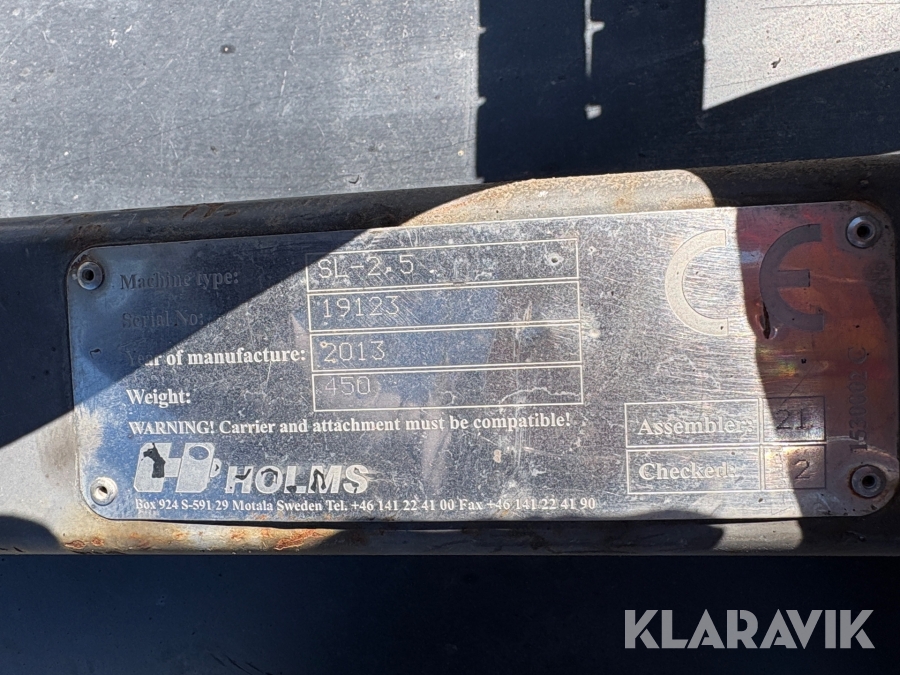 Machine type: SL-2.5
Serial No: 19123
Year of manufacture: 2013
Weight: 450
WARNING! Carrier and attachment must be compatible!
HOLMS
Box 924 S-591 29 Motala Sweden Tel. +46 141 22 41 00 Fax +46 141 22 41 90
CE
Assembler: 21
Checked: 2
KLARAVIK